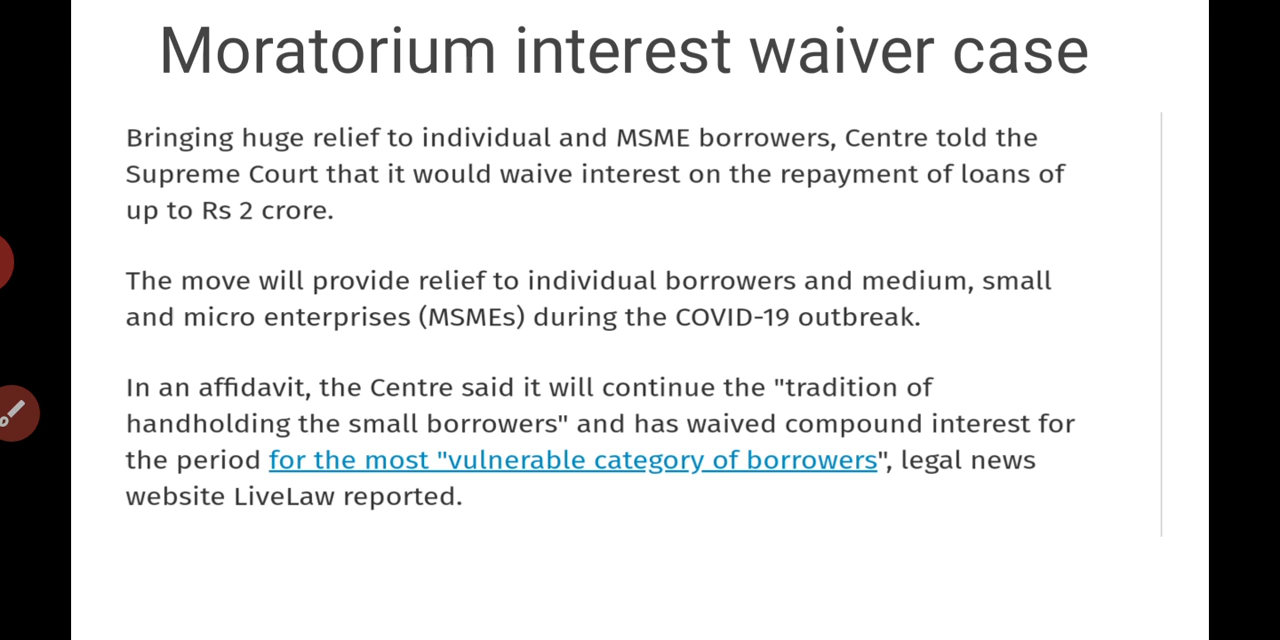 Moratorium interest waiver case
Bringing huge relief to individual and MSME borrowers, Centre told the
Supreme Court that it would waive interest on the repayment of loans of
up to Rs 2 crore.
The move will provide relief to individual borrowers and medium, small
and micro enterprises (MSMEs) during the COVID-19 outbreak.
In an affidavit, the Centre said it will continue the "tradition of
handholding the small borrowers" and has waived compound interest for
the period for the most "vulnerable category of borrowers", legal news
website LiveLaw reported.